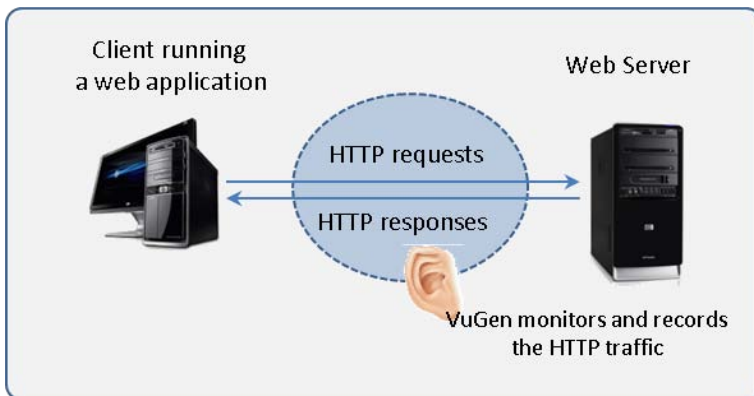 Client running
a web application
Web Server
HTTP requests
HTTP responses
VuGen monitors and records
the HTTP traffic